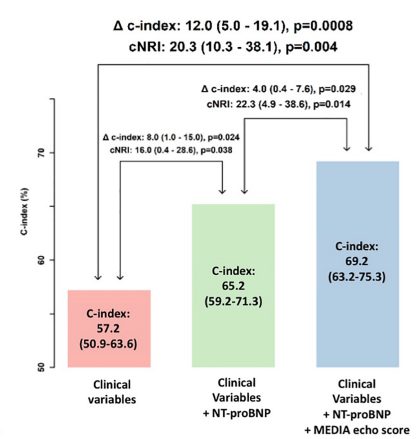 Δ c-index: 12.0 (5.0 - 19.1), p=0.0008
cNRI: 20.3 (10.3 - 38.1), p=0.004
Δ c-index: 4.0 (0.4 - 7.6), p=0.029
cNRI: 22.3 (4.9 - 38.6), p=0.014
Δ c-index: 8.0 (1.0 - 15.0), p=0.024
cNRI: 16.0 (0.4 - 28.6), p=0.038
C-index (%)
70
60
50
C-index:
57.2
(50.9-63.6)
C-index:
65.2
(59.2-71.3)
C-index:
69.2
(63.2-75.3)
Clinical
variables
Clinical
Variables
+ NT-proBNP
Clinical
Variables
+ NT-proBNP
+ MEDIA echo score